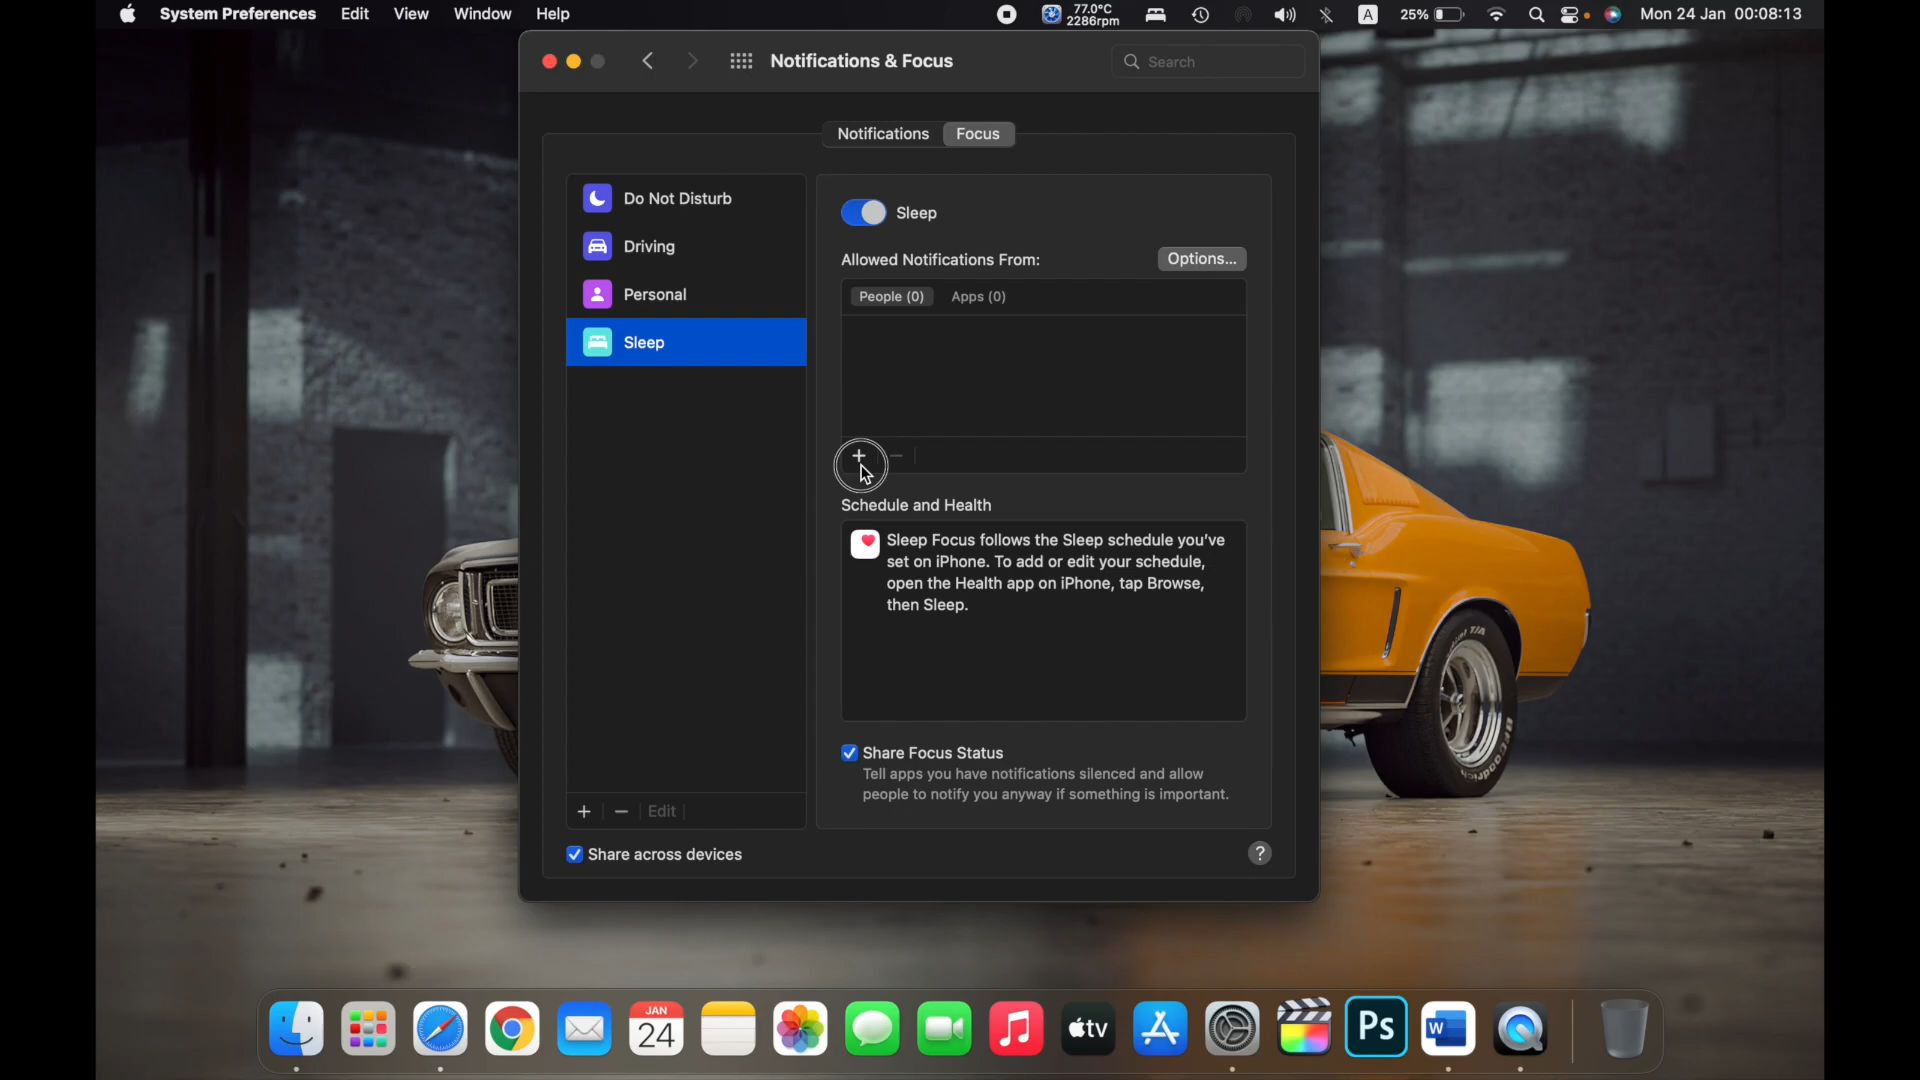 System Preferences Edit View Window Help 77.0°C 2286rpm A 25% Mon 24 Jan 00:08:13
Notifications & Focus
Search
Notifications Focus
Do Not Disturb
Driving
Personal
Sleep
Sleep
Allowed Notifications From:
Options...
People (0) Apps (0)
+ −
Schedule and Health
Sleep Focus follows the Sleep schedule you've
set on iPhone. To add or edit your schedule,
open the Health app on iPhone, tap Browse,
then Sleep.
Share Focus Status
Tell apps you have notifications silenced and allow
people to notify you anyway if something is important.
+ − Edit
Share across devices
?
JAN
24
tv
Ps
W
T/A
BFGoodrich